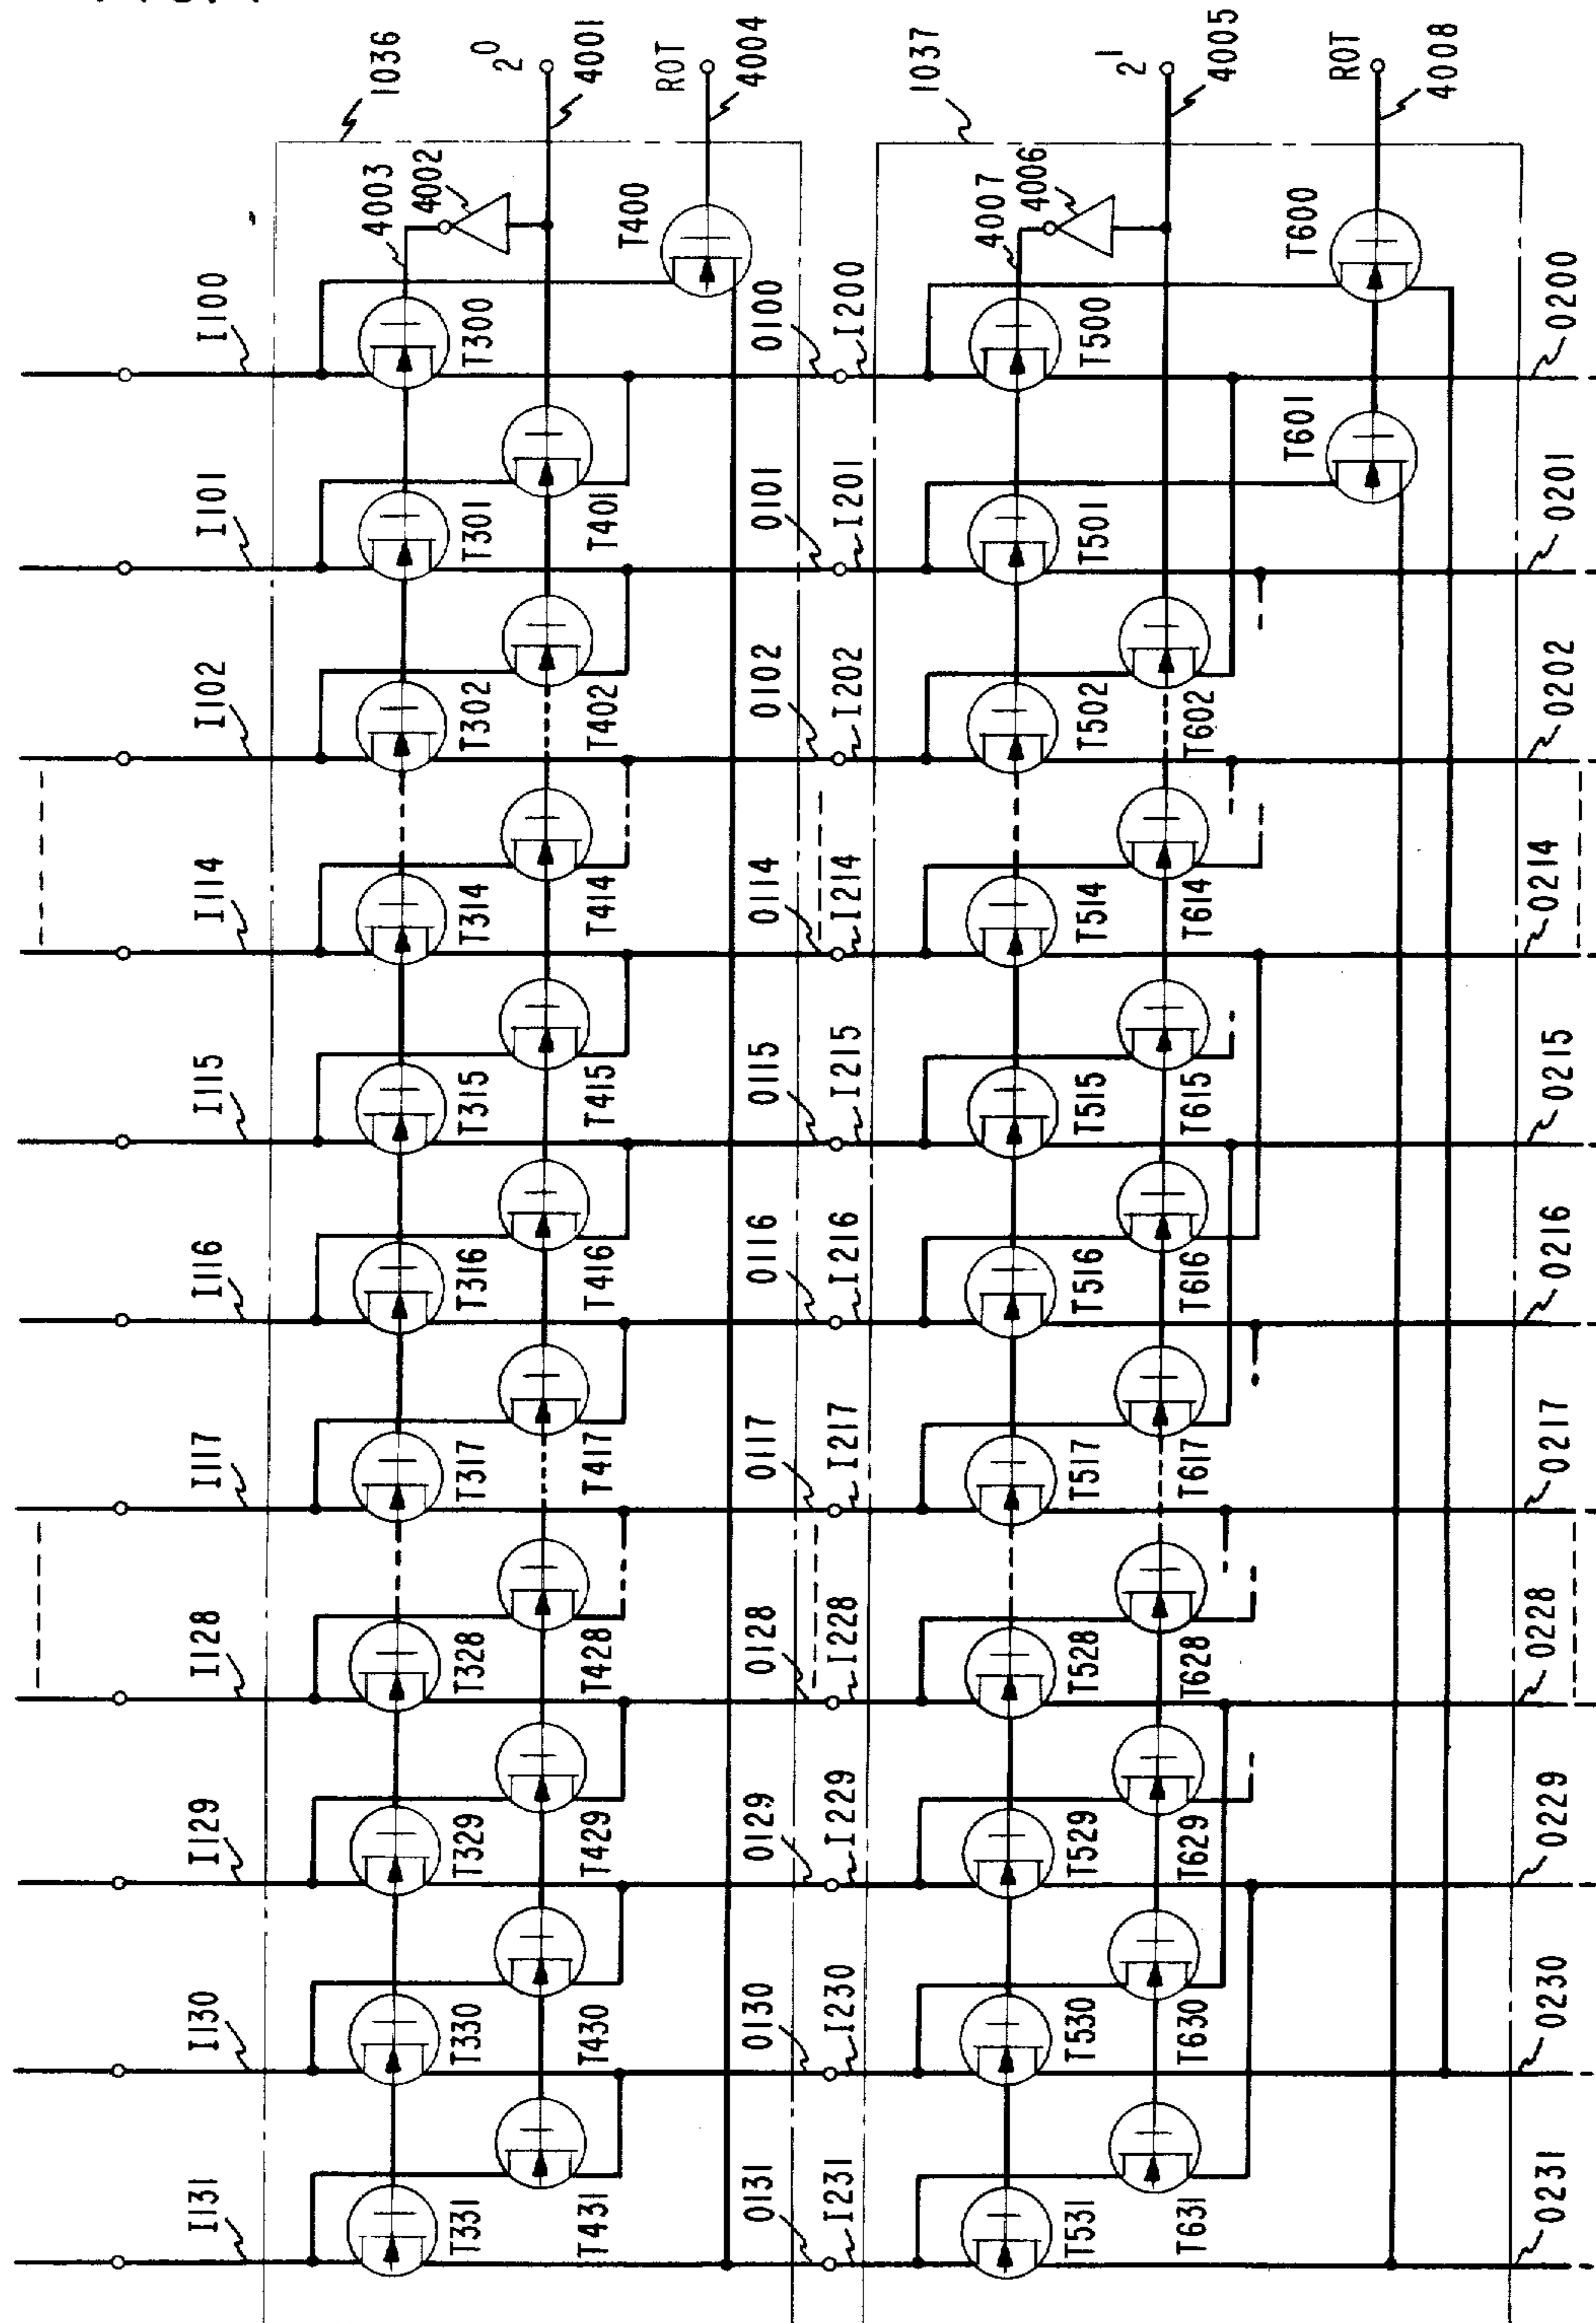 I131
I130
I129
I128
I117
I116
I115
I114
I102
I101
I100
1036
T331
T330
T329
T328
T317
T316
T315
T314
T302
T301
T300
4003
4002
2⁰
4001
T431
T430
T429
T428
T417
T416
T415
T414
T402
T401
T400
ROT
4004
O131
O130
O129
O128
O117
O116
O115
O114
O102
O101
O100
I231
I230
I229
I228
I217
I216
I215
I214
I202
I201
I200
1037
T531
T530
T529
T528
T517
T516
T515
T514
T502
T501
T500
4007
4006
2¹
4005
T631
T630
T629
T628
T617
T616
T615
T614
T602
T601
T600
ROT
4008
O231
O230
O229
O228
O217
O216
O215
O214
O202
O201
O200